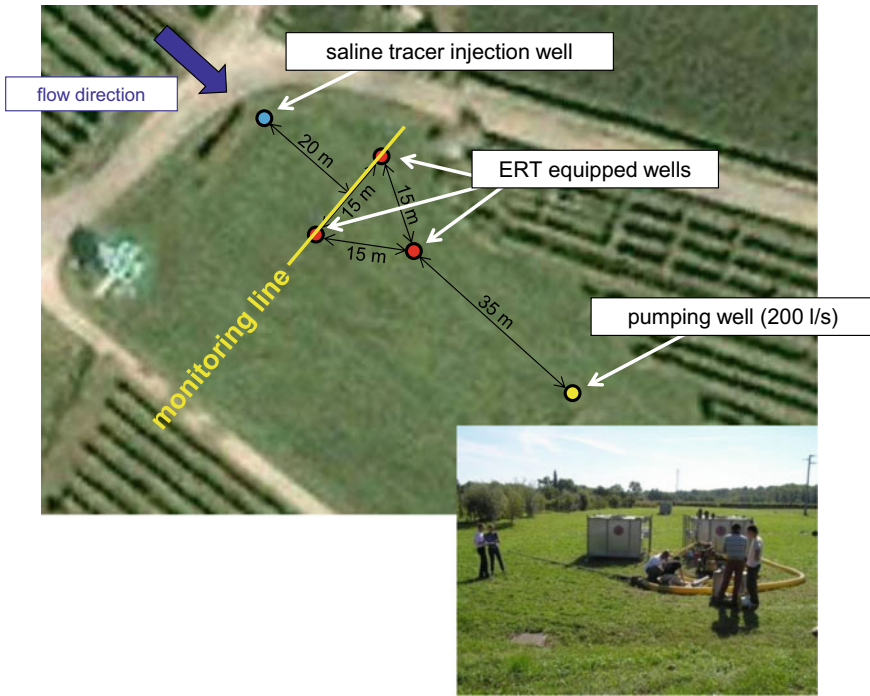 saline tracer injection well
flow direction
20 m
ERT equipped wells
15 m
15 m
15 m
35 m
pumping well (200 l/s)
monitoring line